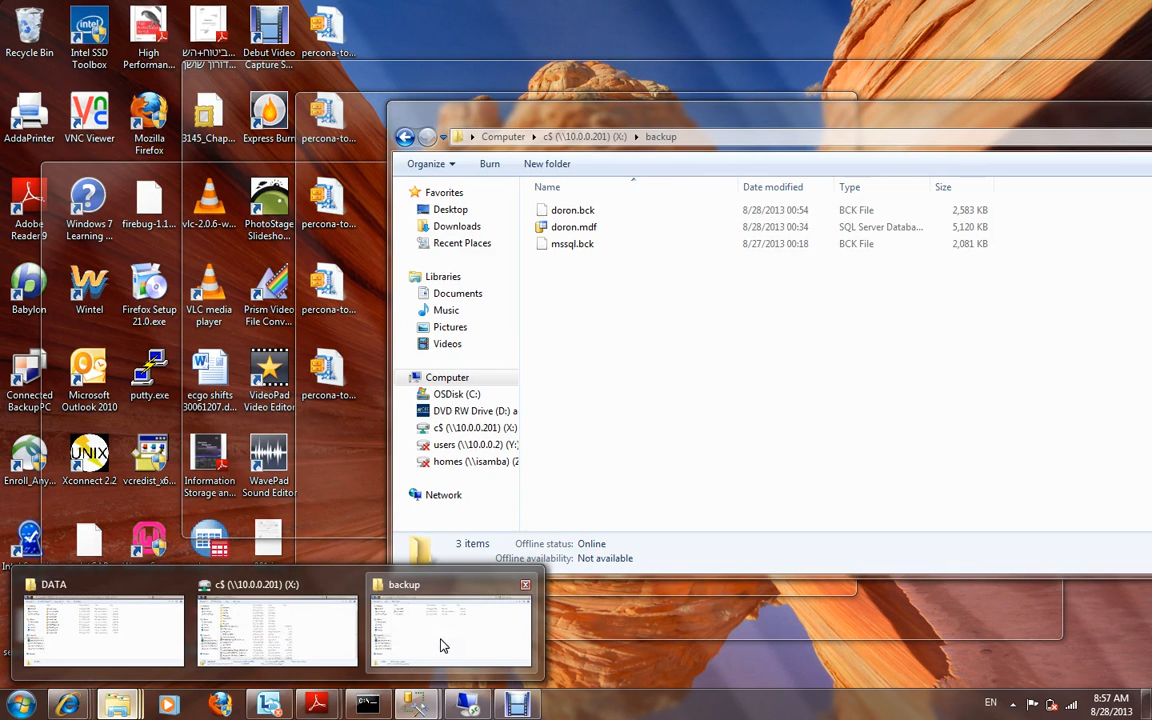 Recycle Bin
Intel SSD Toolbox
High Performan...
ביטוח+הש...
דורון שושן
Debut Video Capture S...
percona-to...
AddaPrinter
VNC Viewer
Mozilla Firefox
3145_Chap...
Express Burn
percona-to...
Adobe Reader 9
Windows 7 Learning ...
firebug-1.1...
vlc-2.0.6-w...
PhotoStage Slidesho...
percona-to...
Babylon
Wintel
Firefox Setup 21.0.exe
VLC media player
Prism Video File Conv...
percona-to...
Connected BackupPC
Microsoft Outlook 2010
putty.exe
ecgo shifts 30061207.d...
VideoPad Video Editor
percona-to...
Enroll_Any...
UNIX
Xconnect 2.2
vcredist_x6...
Information Storage an...
WavePad Sound Editor
Computer
c$ (\\10.0.0.201) (X:)
backup
Organize
Burn
New folder
Favorites
Desktop
Downloads
Recent Places
Libraries
Documents
Music
Pictures
Videos
Computer
OSDisk (C:)
DVD RW Drive (D:) a
c$ (\\10.0.0.201) (X:)
users (\\10.0.0.2) (Y:
homes (\\isamba) (Z
Network
Name Date modified Type Size
doron.bck 8/28/2013 00:54 BCK File 2,583 KB
doron.mdf 8/28/2013 00:34 SQL Server Databa... 5,120 KB
mssql.bck 8/27/2013 00:18 BCK File 2,081 KB
3 items Offline status: Online
Offline availability: Not available
DATA
c$ (\\10.0.0.201) (X:)
backup
EN
8:57 AM
8/28/2013